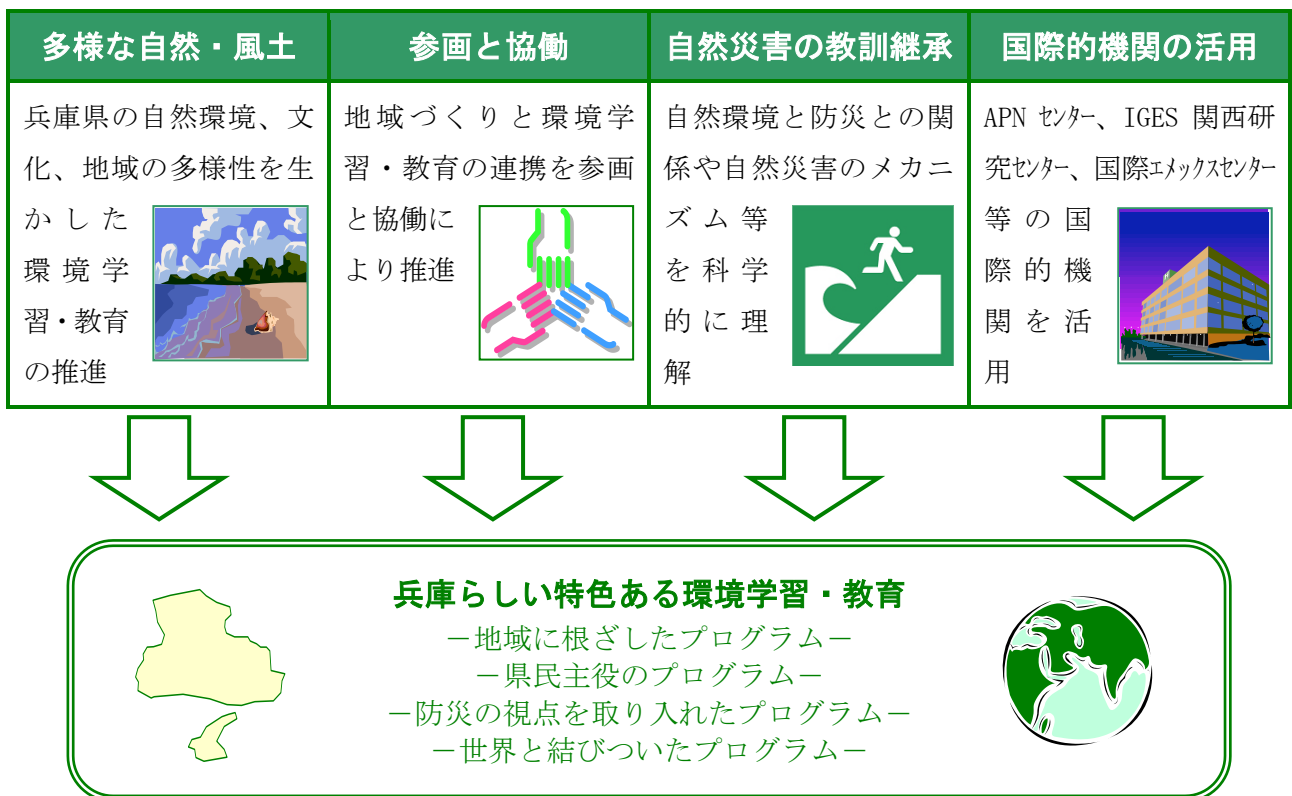 多様な自然・風土
兵庫県の自然環境、文
化、地域の多様性を生
かした
環境学
習・教育
の推進
参画と協働
地域づくりと環境学
習・教育の連携を参画
と協働に
より推進
自然災害の教訓継承
自然環境と防災との関
係や自然災害のメカニ
ズム等
を科学
的に理
解
国際的機関の活用
APN センター、IGES 関西研
究センター、国際エメックスセンター
等の国
際的機
関を活
用
兵庫らしい特色ある環境学習・教育
－地域に根ざしたプログラム－
－県民主役のプログラム－
－防災の視点を取り入れたプログラム－
－世界と結びついたプログラム－